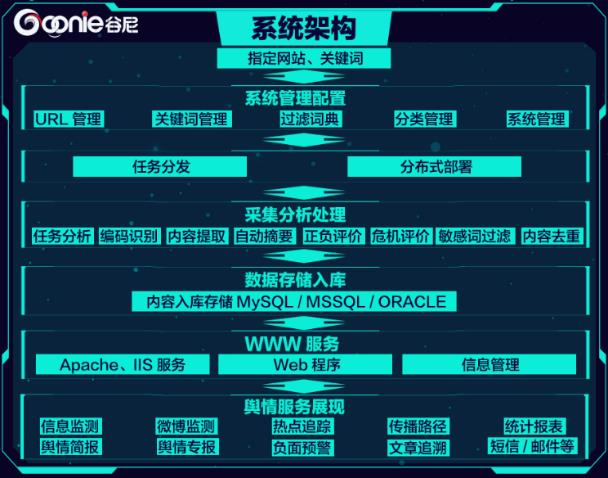 Goonie谷尼
系统架构
指定网站、关键词
系统管理配置
URL 管理 关键词管理 过滤词典 分类管理 系统管理
任务分发 分布式部署
采集分析处理
任务分析 编码识别 内容提取 自动摘要 正负评价 危机评价 敏感词过滤 内容去重
数据存储入库
内容入库存储 MySQL / MSSQL / ORACLE
WWW 服务
Apache、IIS 服务 Web 程序 信息管理
舆情服务展现
信息监测 微博监测 热点追踪 传播路径 统计报表
舆情简报 舆情专报 负面预警 文章追溯 短信 / 邮件等